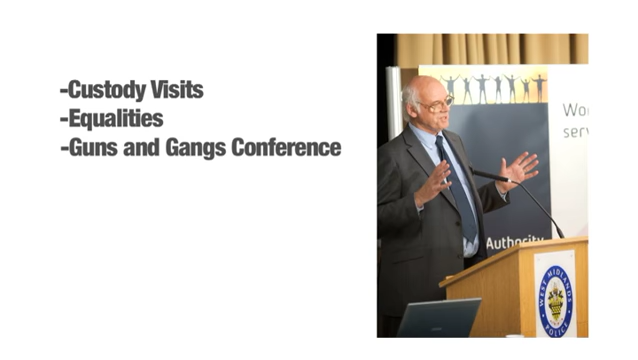 -Custody Visits
-Equalities
-Guns and Gangs Conference
Wo
serv
Authority
WEST MIDLANDS
POLICE